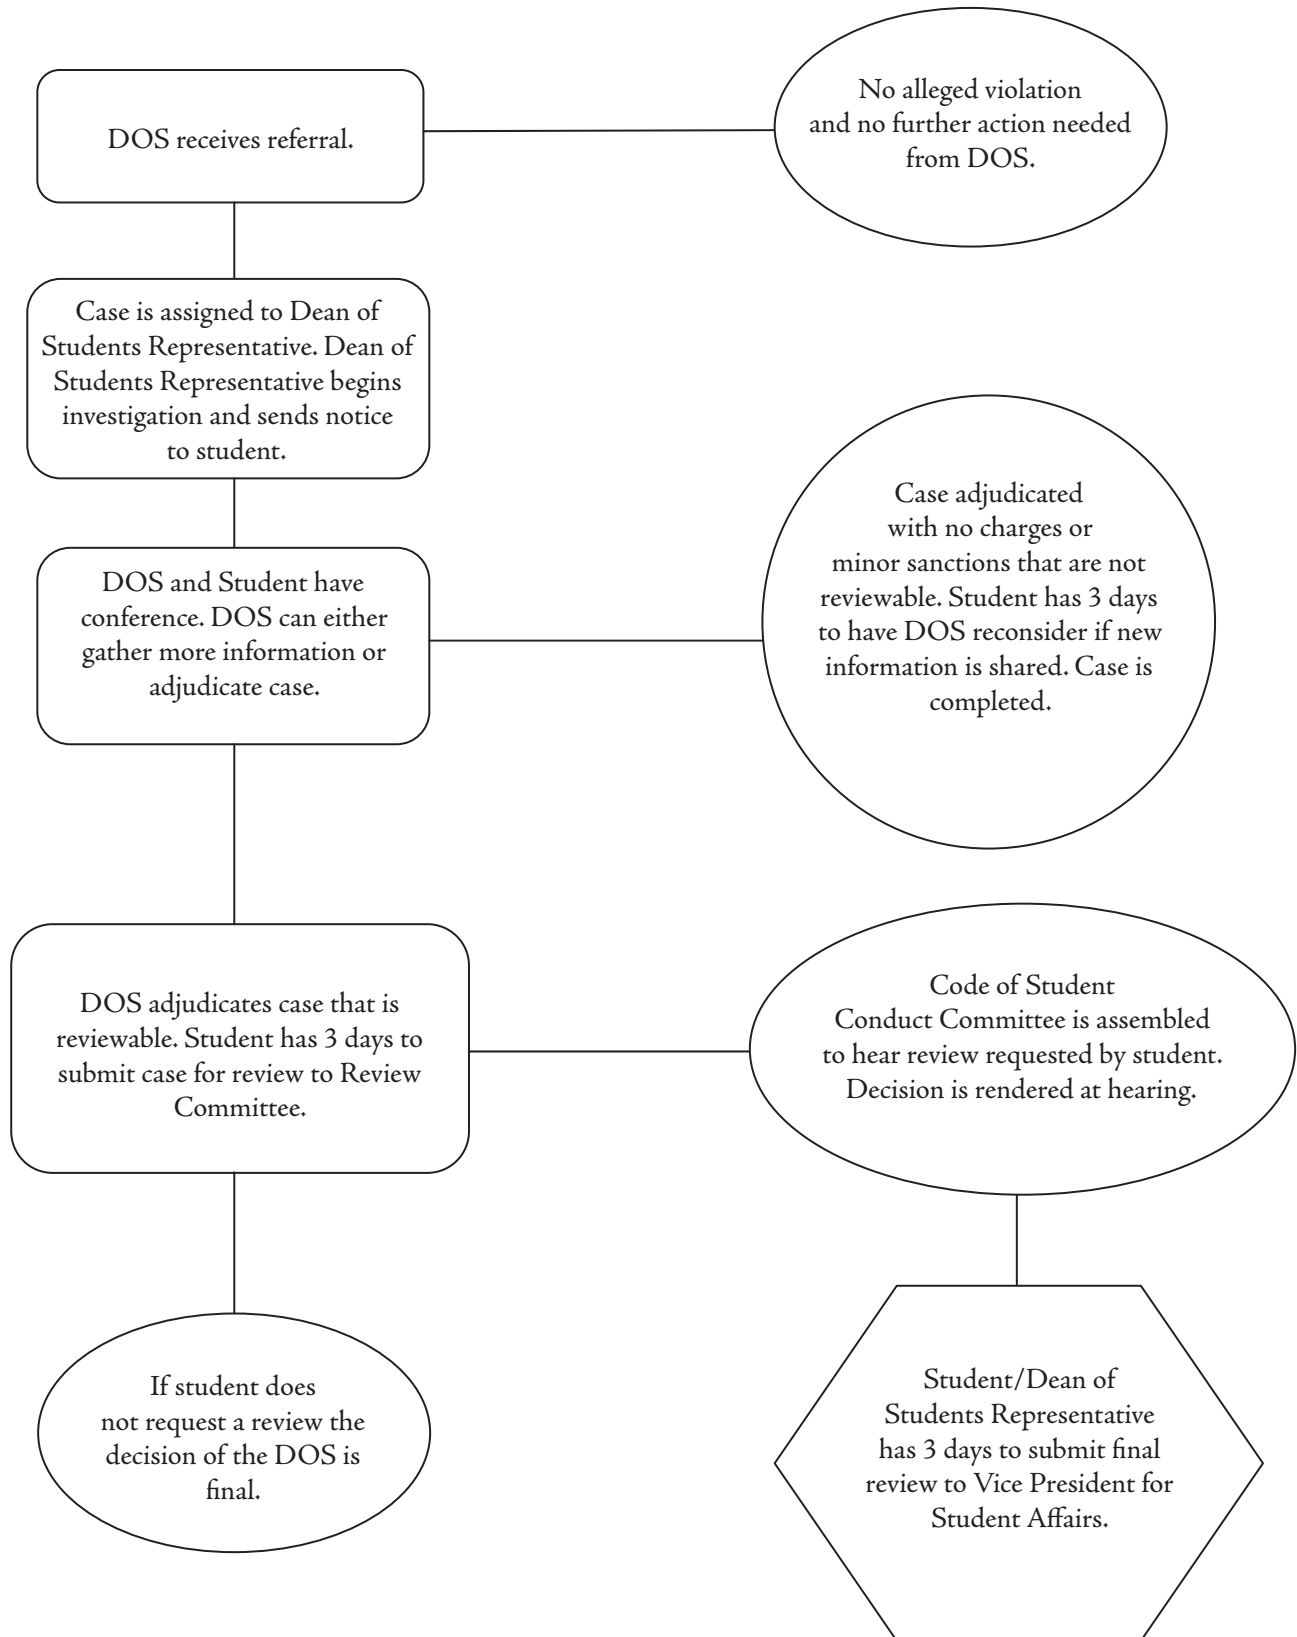 DOS receives referral.
No alleged violation
and no further action needed
from DOS.
Case is assigned to Dean of
Students Representative. Dean of
Students Representative begins
investigation and sends notice
to student.
DOS and Student have
conference. DOS can either
gather more information or
adjudicate case.
Case adjudicated
with no charges or
minor sanctions that are not
reviewable. Student has 3 days
to have DOS reconsider if new
information is shared. Case is
completed.
DOS adjudicates case that is
reviewable. Student has 3 days to
submit case for review to Review
Committee.
Code of Student
Conduct Committee is assembled
to hear review requested by student.
Decision is rendered at hearing.
If student does
not request a review the
decision of the DOS is
final.
Student/Dean of
Students Representative
has 3 days to submit final
review to Vice President for
Student Affairs.